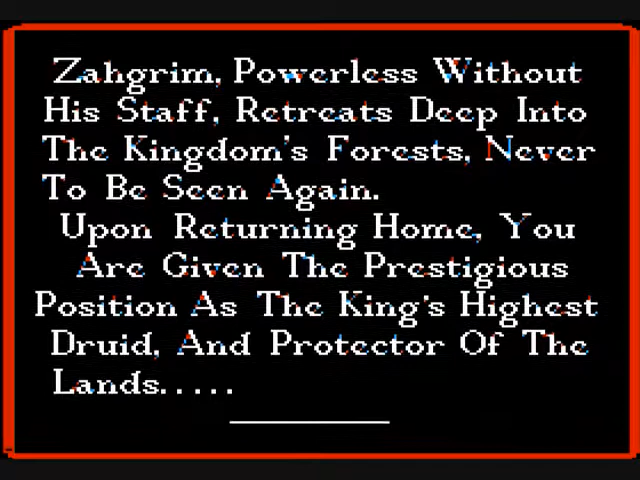 Zahgrim, Powerless Without
His Staff, Retreats Deep Into
The Kingdom's Forests, Never
To Be Seen Again.
Upon Returning Home, You
Are Given The Prestigious
Position As The King's Highest
Druid, And Protector Of The
Lands.....